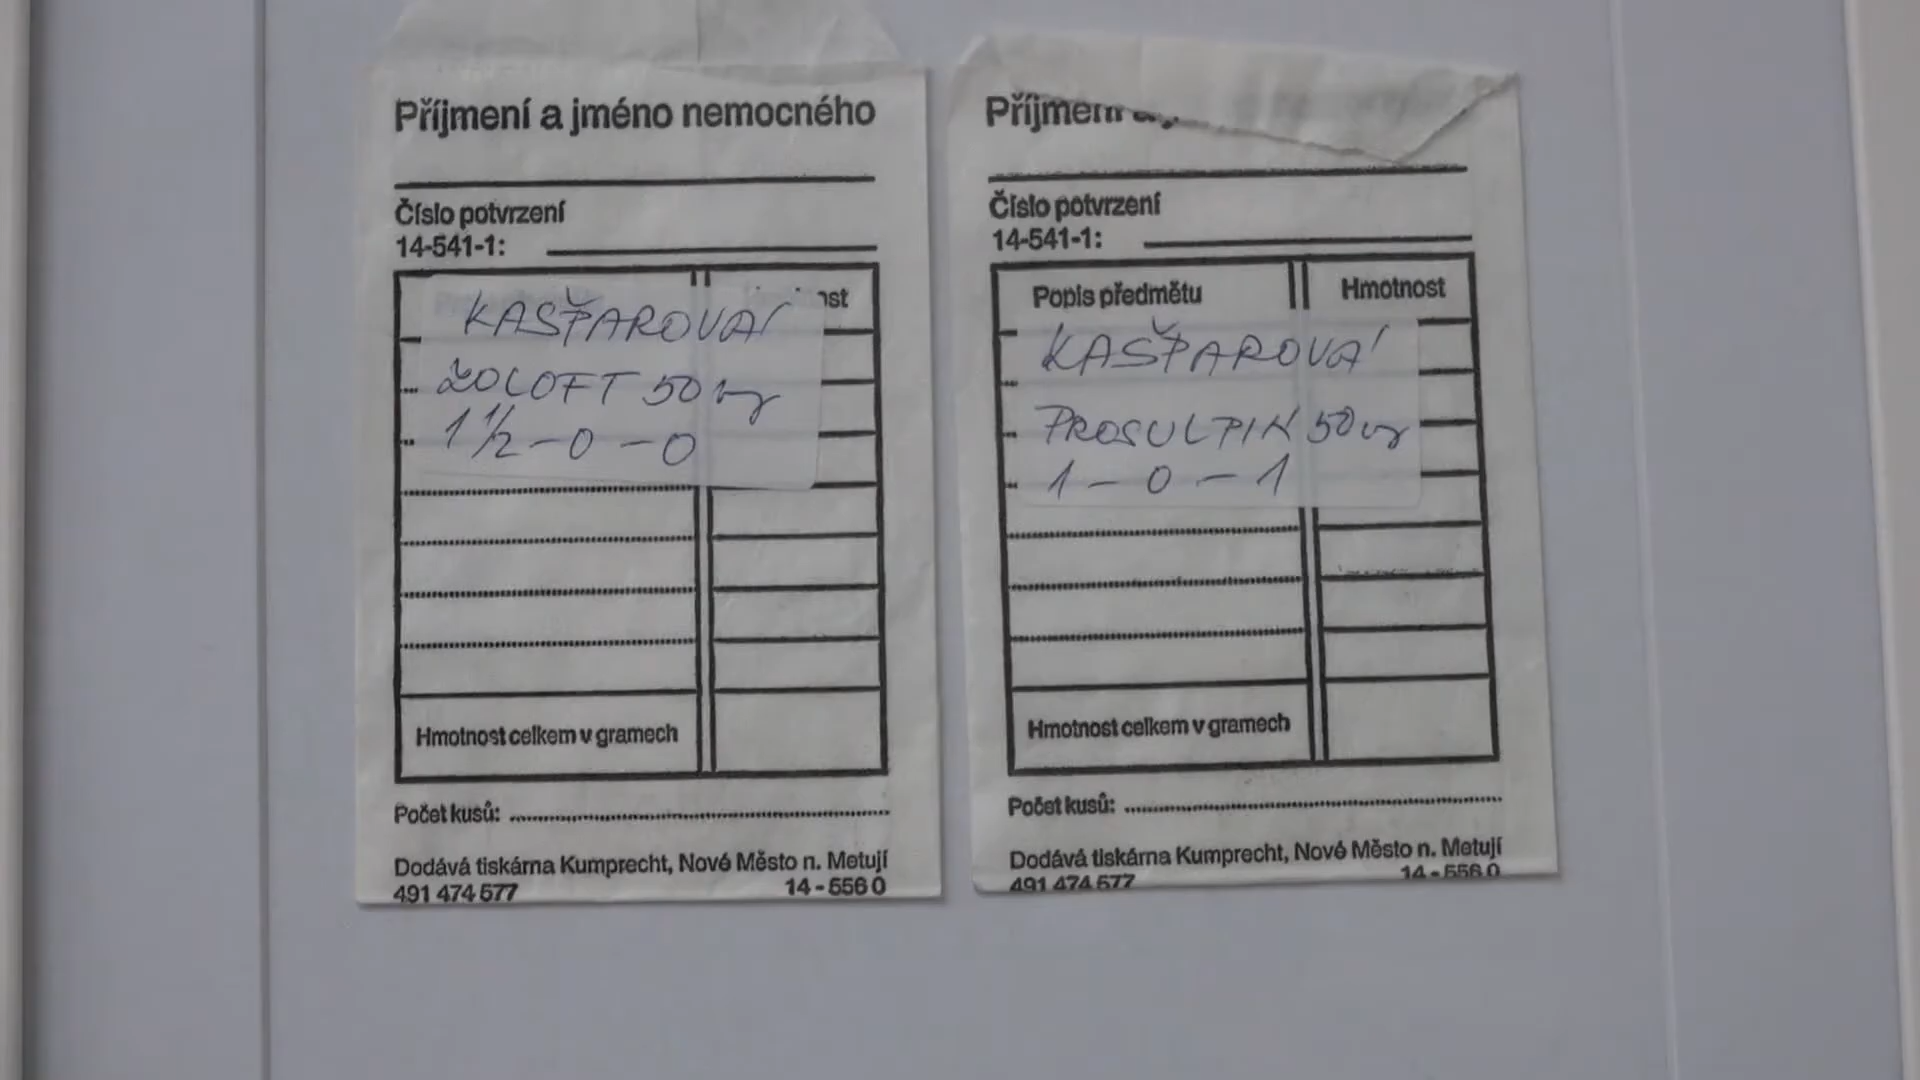 Příjmení a jméno nemocného
Číslo potvrzení
14-541-1:
KAŠPAROVÁ
ZOLOFT 50 mg
1 1/2 - 0 - 0
Hmotnost celkem v gramech
Počet kusů:
Dodává tiskárna Kumprecht, Nové Město n. Metují
491 474 577
14 - 556 0
Příjmení
Číslo potvrzení
14-541-1:
Popis předmětu
Hmotnost
KAŠPAROVÁ
PROSULPIN 50 mg
1 - 0 - 1
Hmotnost celkem v gramech
Počet kusů:
Dodává tiskárna Kumprecht, Nové Město n. Metují
491 474 577
14 - 556 0